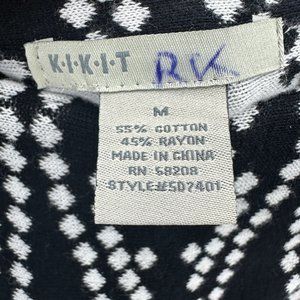 K·I·K·I·T RK
M
55% COTTON
45% RAYON
MADE IN CHINA
RN 58208
STYLE#507401